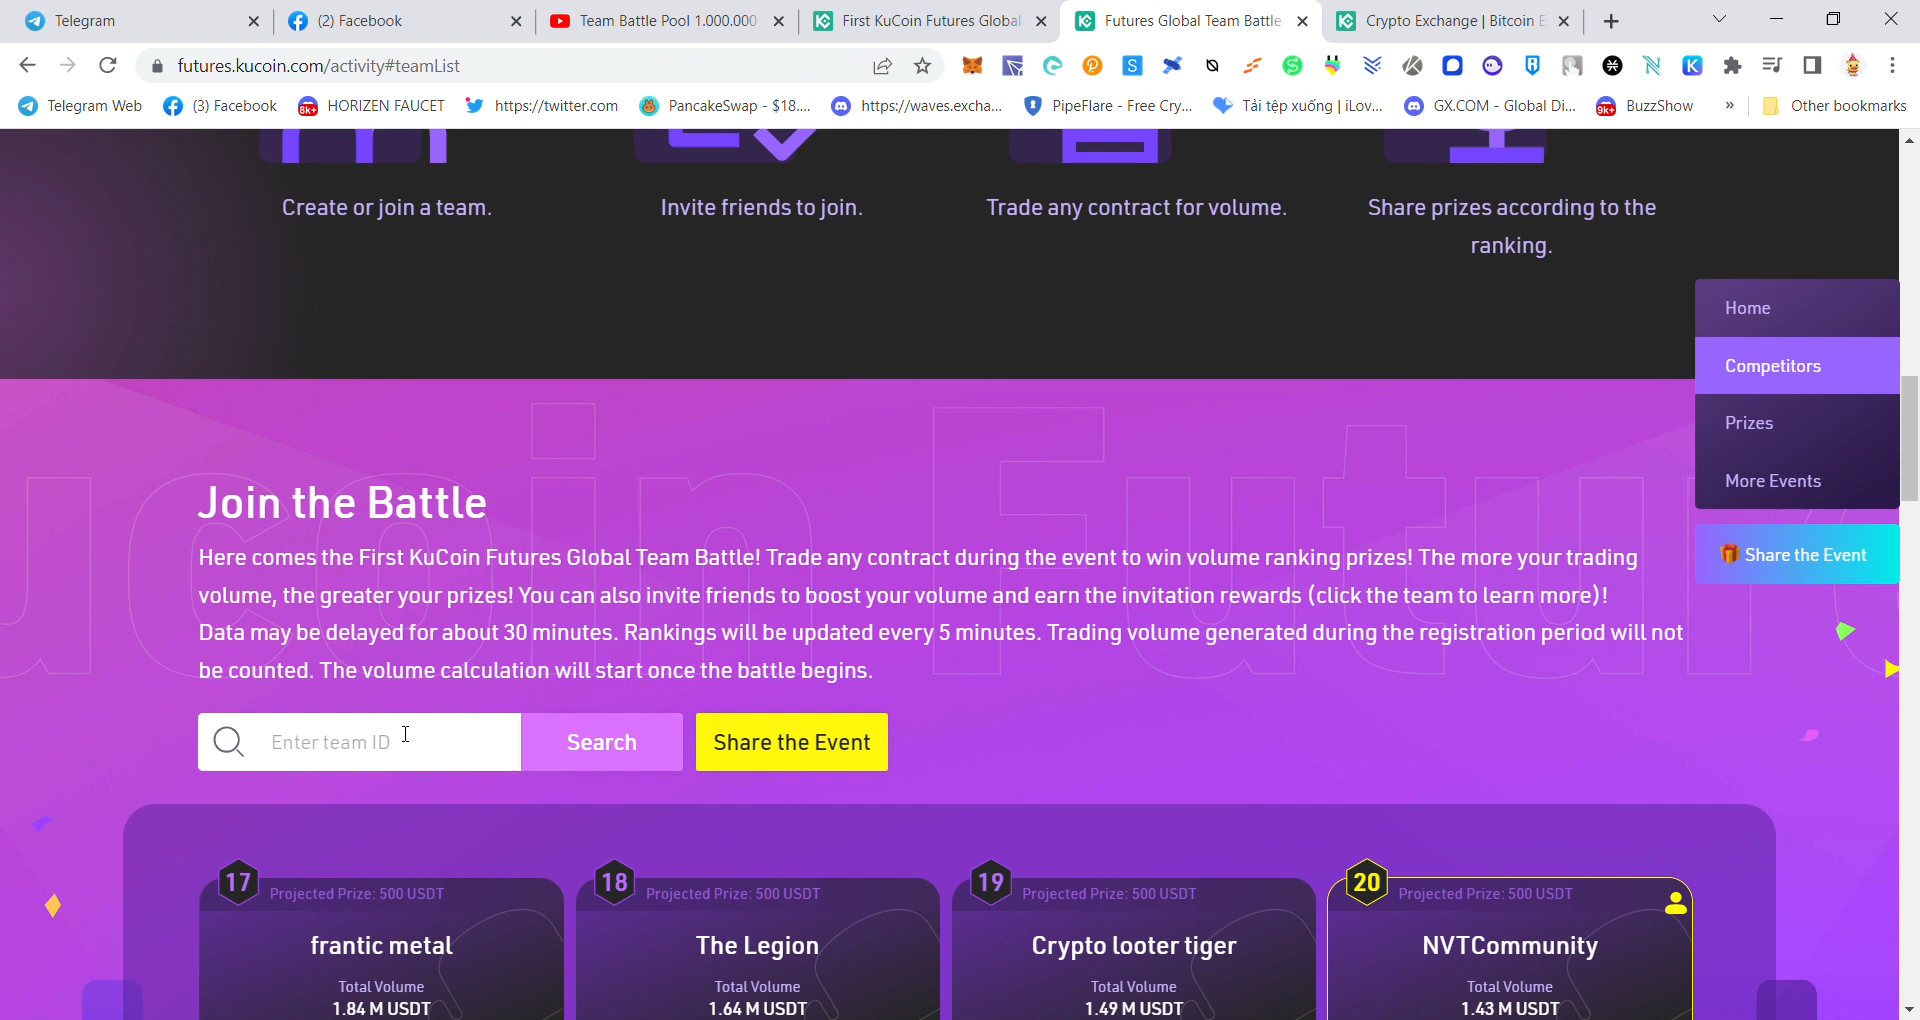 Telegram
(2) Facebook
Team Battle Pool 1.000.000
First KuCoin Futures Global
Futures Global Team Battle
Crypto Exchange | Bitcoin E
futures.kucoin.com/activity#teamList
Telegram Web
(3) Facebook
8k+
HORIZEN FAUCET
https://twitter.com
PancakeSwap - $18....
https://waves.excha...
PipeFlare - Free Cry...
Tải tệp xuống | iLov...
GX.COM - Global Di...
9k+
BuzzShow
»
Other bookmarks
Create or join a team.
Invite friends to join.
Trade any contract for volume.
Share prizes according to the
ranking.
Home
Competitors
Prizes
More Events
Share the Event
Join the Battle
Here comes the First KuCoin Futures Global Team Battle! Trade any contract during the event to win volume ranking prizes! The more your trading
volume, the greater your prizes! You can also invite friends to boost your volume and earn the invitation rewards (click the team to learn more)!
Data may be delayed for about 30 minutes. Rankings will be updated every 5 minutes. Trading volume generated during the registration period will not
be counted. The volume calculation will start once the battle begins.
Enter team ID
Search
Share the Event
17
Projected Prize: 500 USDT
18
Projected Prize: 500 USDT
19
Projected Prize: 500 USDT
20
Projected Prize: 500 USDT
frantic metal
The Legion
Crypto looter tiger
NVTCommunity
Total Volume
Total Volume
Total Volume
Total Volume
1.84 M USDT
1.64 M USDT
1.49 M USDT
1.43 M USDT